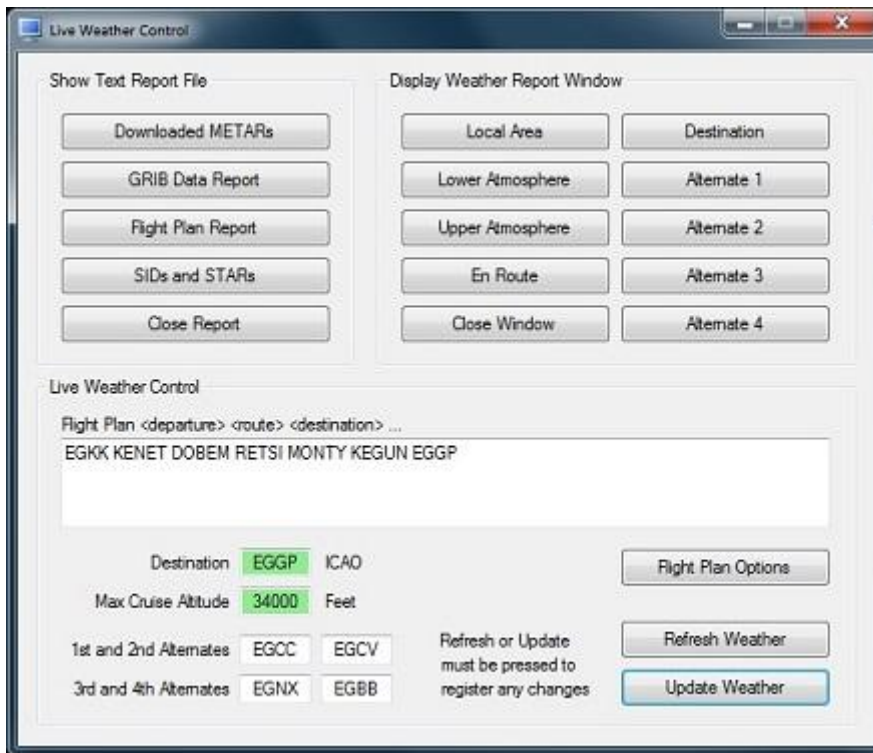 Live Weather Control
Show Text Report File
Downloaded METARs
GRIB Data Report
Flight Plan Report
SIDs and STARs
Close Report
Display Weather Report Window
Local Area Destination
Lower Atmosphere Alternate 1
Upper Atmosphere Alternate 2
En Route Alternate 3
Close Window Alternate 4
Live Weather Control
Flight Plan <departure> <route> <destination> ...
EGKK KENET DOBEM RETSI MONTY KEGUN EGGP
Destination EGGP ICAO
Max Cruise Altitude 34000 Feet
1st and 2nd Alternates EGCC EGCV
3rd and 4th Alternates EGNX EGBB
Refresh or Update
must be pressed to
register any changes
Flight Plan Options
Refresh Weather
Update Weather